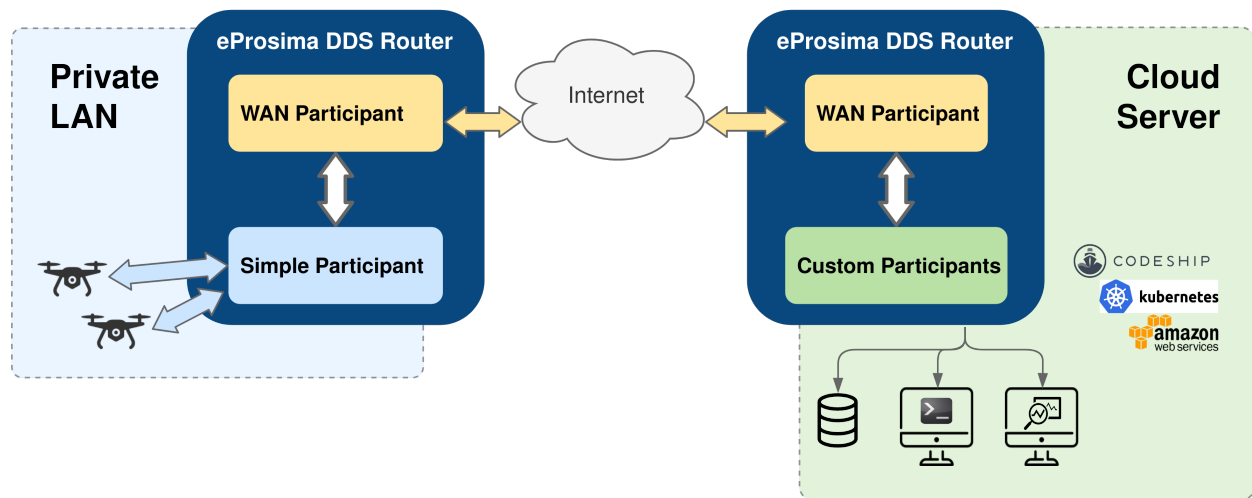 eProsima DDS Router
Private
LAN
WAN Participant
Simple Participant
Internet
eProsima DDS Router
WAN Participant
Custom Participants
Cloud
Server
CODESHIP
kubernetes
amazon
web services
>_